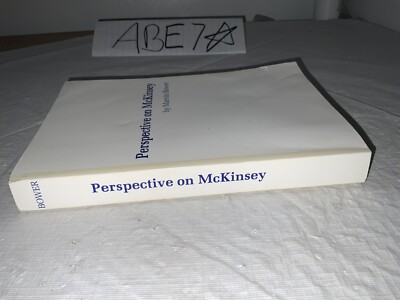 ABE7☆
Perspective on McKinsey
by Marvin Bower
BOWER
Perspective on McKinsey